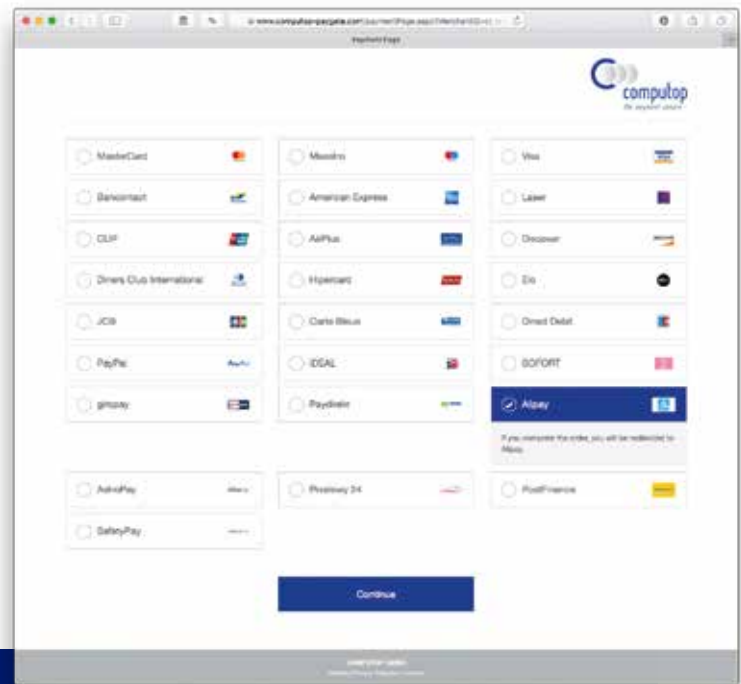 Payment Page
computop
the payment people
MasterCard
Maestro
Visa
Bancontact
American Express
Laser
CUP
AirPlus
Discover
Diners Club International
Hipercard
Elo
JCB
Carte Bleue
Direct Debit
PayPal
iDEAL
SOFORT
giropay
Paydirekt
Alipay
If you complete the order, you will be redirected to
Alipay.
AstroPay
Przelewy 24
PostFinance
SafetyPay
Continue